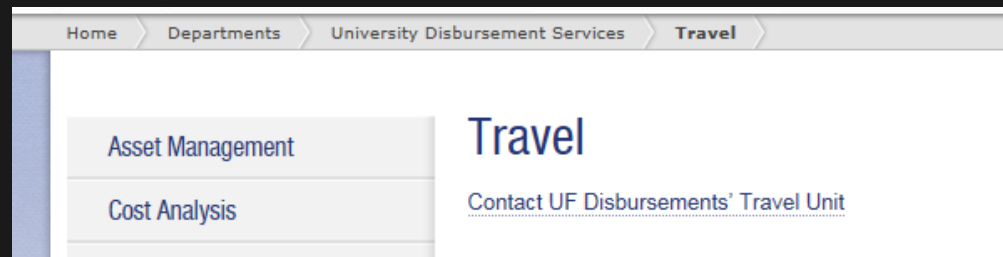 Home Departments University Disbursement Services Travel
Asset Management
Cost Analysis
Travel
Contact UF Disbursements' Travel Unit